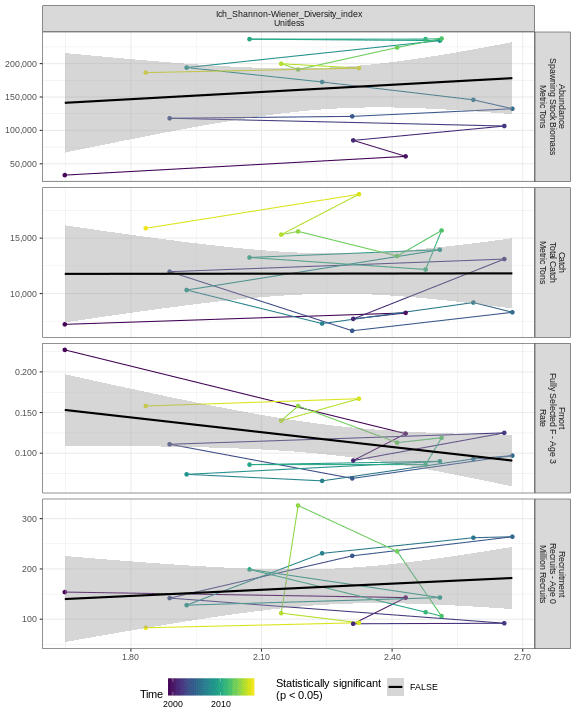 Ich_Shannon-Wiener_Diversity_index
Unitless
200,000
150,000
100,000
50,000
Abundance
Spawning Stock Biomass
Metric Tons
15,000
10,000
Catch
Total Catch
Metric Tons
0.200
0.150
0.100
Fmort
Fully Selected F - Age 3
Rate
300
200
100
Recruitment
Recruits - Age 0
Million Recruits
1.80 2.10 2.40 2.70
Time
2000 2010
Statistically significant
(p < 0.05)
FALSE